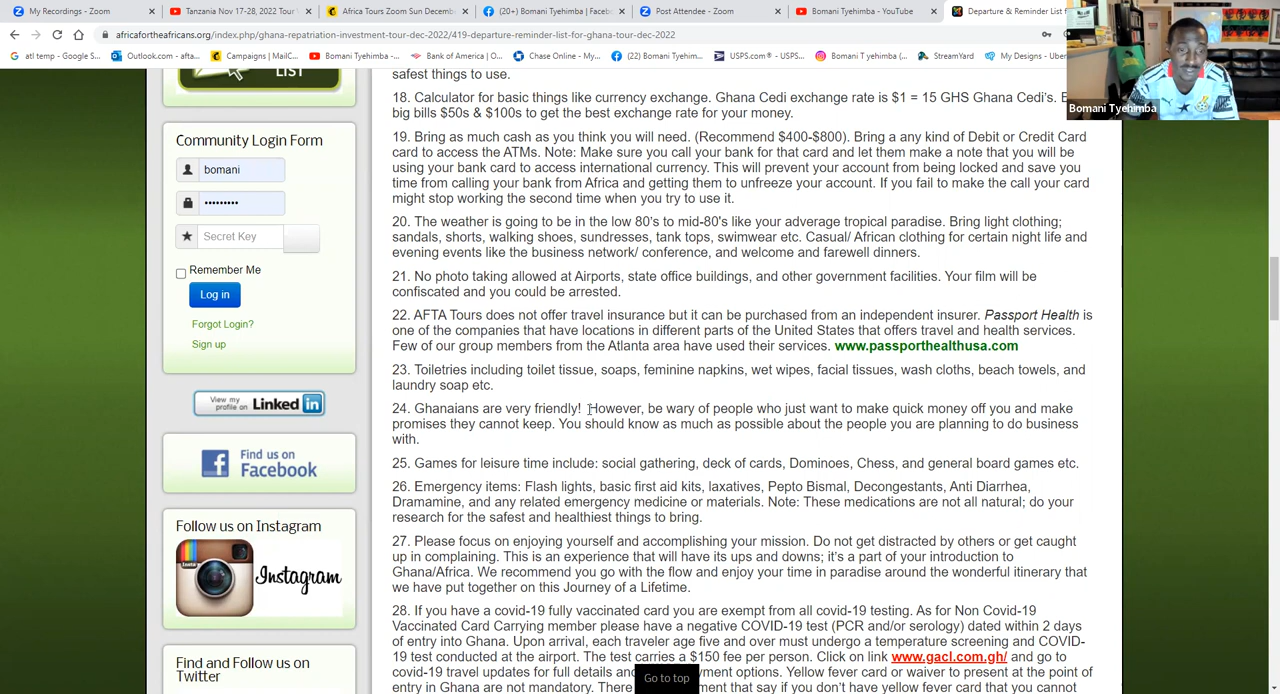 My Recordings - Zoom
Tanzania Nov 17-28, 2022 Tour
Africa Tours Zoom Sun Decemb
(20+) Bomani Tyehimba | Faceb
Post Attendee - Zoom
Bomani Tyehimba - YouTube
Departure & Reminder List f
africafortheafricans.org/index.php/ghana-repatriation-investment-tour-dec-2022/419-departure-reminder-list-for-ghana-tour-dec-2022
atl temp - Google S...
Outlook.com - afta...
Campaigns | MailC...
Bomani Tyehimba -...
Bank of America |...
Chase Online - My...
(22) Bomani Tyehim...
USPS.com® - USPS...
Bomani T yehimba (...
StreamYard
My Designs - Uber
Bomani Tyehimba
LIST
Community Login Form
bomani
•••••••••
Secret Key
Remember Me
Log in
Forgot Login?
Sign up
View my
profile on Linked in
Find us on
Facebook
Follow us on Instagram
Instagram
Find and Follow us on
Twitter
safest things to use.
18. Calculator for basic things like currency exchange. Ghana Cedi exchange rate is $1 = 15 GHS Ghana Cedi's.
big bills $50s & $100s to get the best exchange rate for your money.
19. Bring as much cash as you think you will need. (Recommend $400-$800). Bring a any kind of Debit or Credit Card
card to access the ATMs. Note: Make sure you call your bank for that card and let them make a note that you will be
using your bank card to access international currency. This will prevent your account from being locked and save you
time from calling your bank from Africa and getting them to unfreeze your account. If you fail to make the call your card
might stop working the second time when you try to use it.
20. The weather is going to be in the low 80's to mid-80's like your adverage tropical paradise. Bring light clothing;
sandals, shorts, walking shoes, sundresses, tank tops, swimwear etc. Casual/ African clothing for certain night life and
evening events like the business network/ conference, and welcome and farewell dinners.
21. No photo taking allowed at Airports, state office buildings, and other government facilities. Your film will be
confiscated and you could be arrested.
22. AFTA Tours does not offer travel insurance but it can be purchased from an independent insurer. Passport Health is
one of the companies that have locations in different parts of the United States that offers travel and health services.
Few of our group members from the Atlanta area have used their services. www.passporthealthusa.com
23. Toiletries including toilet tissue, soaps, feminine napkins, wet wipes, facial tissues, wash cloths, beach towels, and
laundry soap etc.
24. Ghanaians are very friendly! However, be wary of people who just want to make quick money off you and make
promises they cannot keep. You should know as much as possible about the people you are planning to do business
with.
25. Games for leisure time include: social gathering, deck of cards, Dominoes, Chess, and general board games etc.
26. Emergency items: Flash lights, basic first aid kits, laxatives, Pepto Bismal, Decongestants, Anti Diarrhea,
Dramamine, and any related emergency medicine or materials. Note: These medications are not all natural; do your
research for the safest and healthiest things to bring.
27. Please focus on enjoying yourself and accomplishing your mission. Do not get distracted by others or get caught
up in complaining. This is an experience that will have its ups and downs; it's a part of your introduction to
Ghana/Africa. We recommend you go with the flow and enjoy your time in paradise around the wonderful itinerary that
we have put together on this Journey of a Lifetime.
28. If you have a covid-19 fully vaccinated card you are exempt from all covid-19 testing. As for Non Covid-19
Vaccinated Card Carrying member please have a negative COVID-19 test (PCR and/or serology) dated within 2 days
of entry into Ghana. Upon arrival, each traveler age five and over must undergo a temperature screening and COVID-
19 test conducted at the airport. The test carries a $150 fee per person. Click on link www.gacl.com.gh/ and go to
covid-19 travel updates for full details and ment options. Yellow fever card or waiver to present at the point of
entry in Ghana are not mandatory. There ment that say if you don't have yellow fever card that you cannot
Go to top